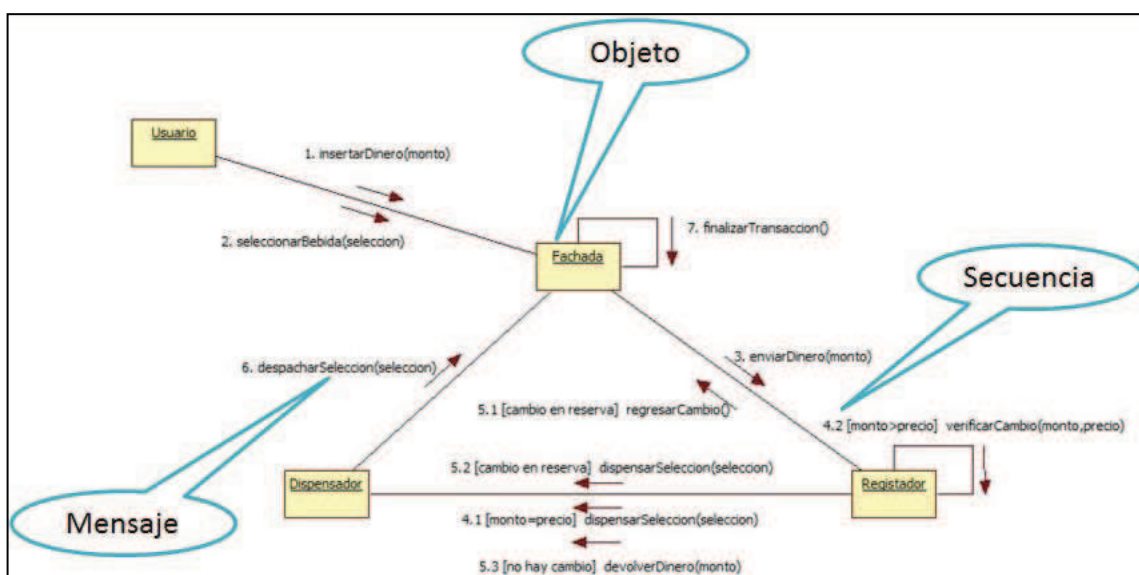 Objeto
Usuario
1. insertarDinero(monto)
2. seleccionarBebida(seleccion)
7. finalizarTransaccion()
Fachada
Secuencia
3. enviarDinero(monto)
6. despacharSeleccion(seleccion)
5.1 [cambio en reserva] regresarCambio()
4.2 [monto>precio] verificarCambio(monto,precio)
5.2 [cambio en reserva] dispensarSeleccion(seleccion)
Dispensador
Registador
Mensaje
4.1 [monto=precio] dispensarSeleccion(seleccion)
5.3 [no hay cambio] devolverDinero(monto)